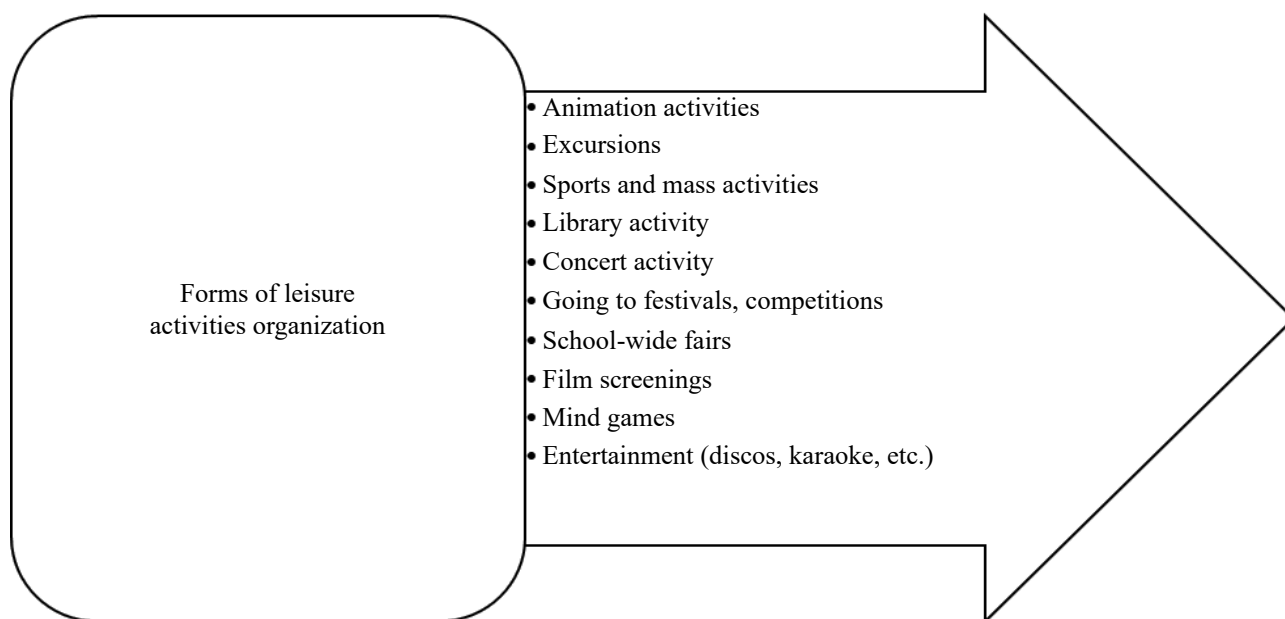 Forms of leisure
activities organization
• Animation activities
• Excursions
• Sports and mass activities
• Library activity
• Concert activity
• Going to festivals, competitions
• School-wide fairs
• Film screenings
• Mind games
• Entertainment (discos, karaoke, etc.)